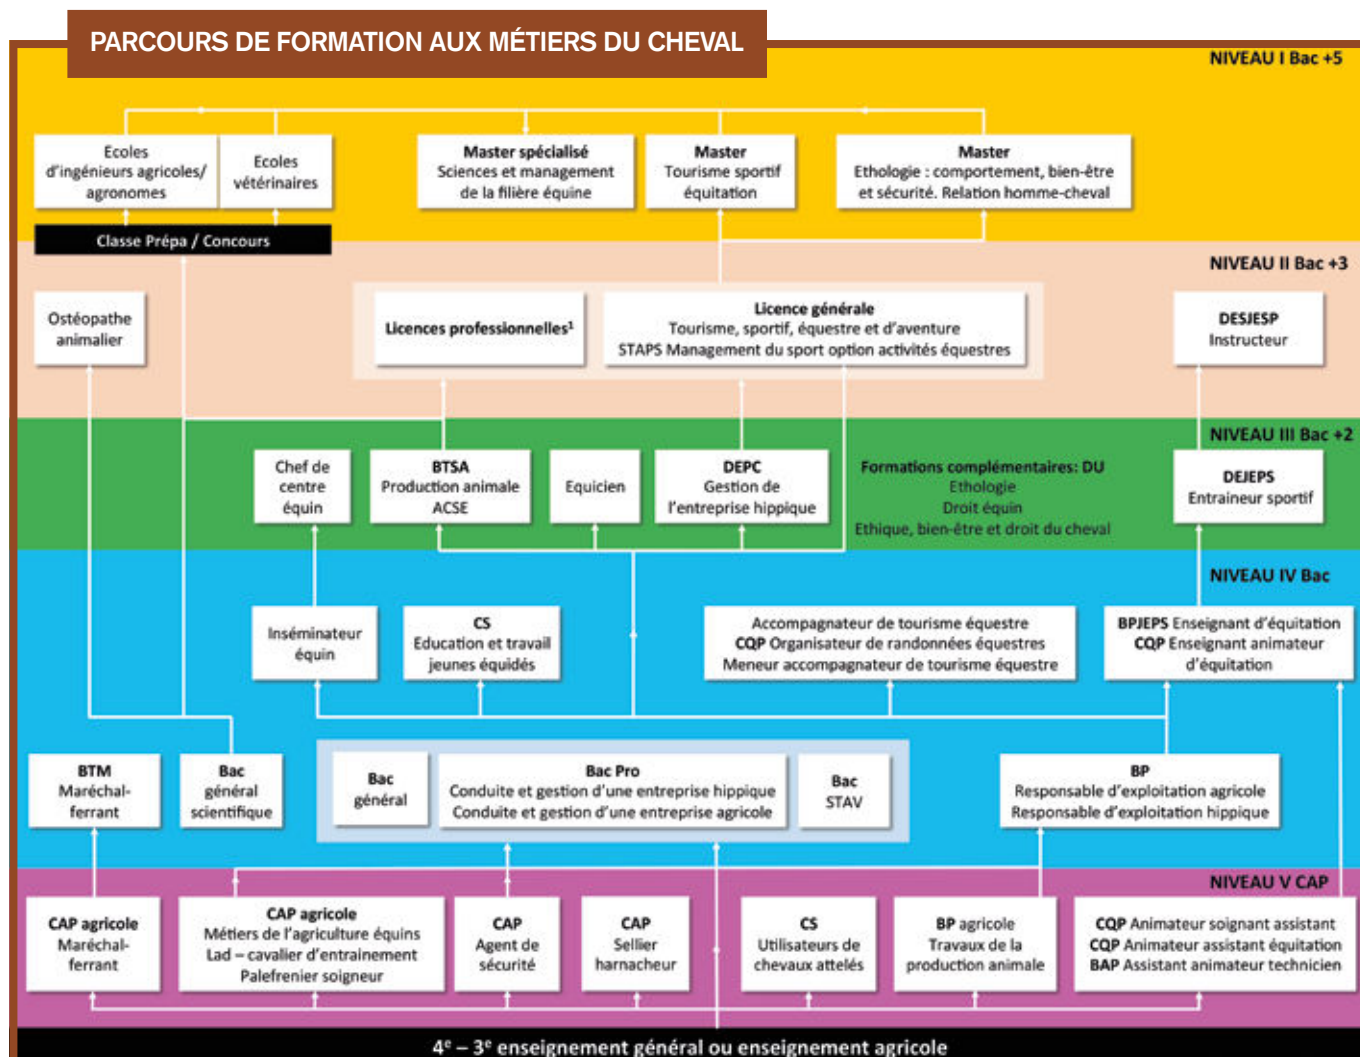 PARCOURS DE FORMATION AUX MÉTIERS DU CHEVAL
NIVEAU I Bac +5
Ecoles
d'ingénieurs agricoles/
agronomes
Ecoles
vétérinaires
Master spécialisé
Sciences et management
de la filière équine
Master
Tourisme sportif
équitation
Master
Ethologie : comportement, bien-être
et sécurité. Relation homme-cheval
Classe Prépa / Concours
NIVEAU II Bac +3
Ostéopathe
animalier
Licences professionnelles¹
Licence générale
Tourisme, sportif, équestre et d'aventure
STAPS Management du sport option activités équestres
DESJESP
Instructeur
NIVEAU III Bac +2
Chef de
centre
équin
BTSA
Production animale
ACSE
Equicien
DEPC
Gestion de
l'entreprise hippique
Formations complémentaires: DU
Ethologie
Droit équin
Ethique, bien-être et droit du cheval
DEJEPS
Entraineur sportif
NIVEAU IV Bac
Inséminateur
équin
CS
Education et travail
jeunes équidés
Accompagnateur de tourisme équestre
CQP Organisateur de randonnées équestres
Meneur accompagnateur de tourisme équestre
BPJEPS Enseignant d'équitation
CQP Enseignant animateur
d'équitation
BTM
Maréchal-
ferrant
Bac
général
scientifique
Bac
général
Bac Pro
Conduite et gestion d'une entreprise hippique
Conduite et gestion d'une entreprise agricole
Bac
STAV
BP
Responsable d'exploitation agricole
Responsable d'exploitation hippique
NIVEAU V CAP
CAP agricole
Maréchal-
ferrant
CAP agricole
Métiers de l'agriculture équins
Lad – cavalier d'entrainement
Palefrenier soigneur
CAP
Agent de
sécurité
CAP
Sellier
harnacheur
CS
Utilisateurs de
chevaux attelés
BP agricole
Travaux de la
production animale
CQP Animateur soignant assistant
CQP Animateur assistant équitation
BAP Assistant animateur technicien
4e – 3e enseignement général ou enseignement agricole